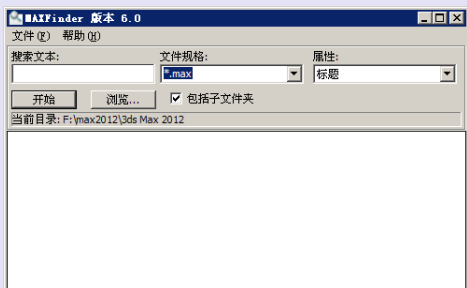 MAXFinder 版本 6.0
文件(F) 帮助(H)
搜索文本: 文件规格: 属性:
*.max 标题
开始 浏览... 包括子文件夹
当前目录: F:\max2012\3ds Max 2012